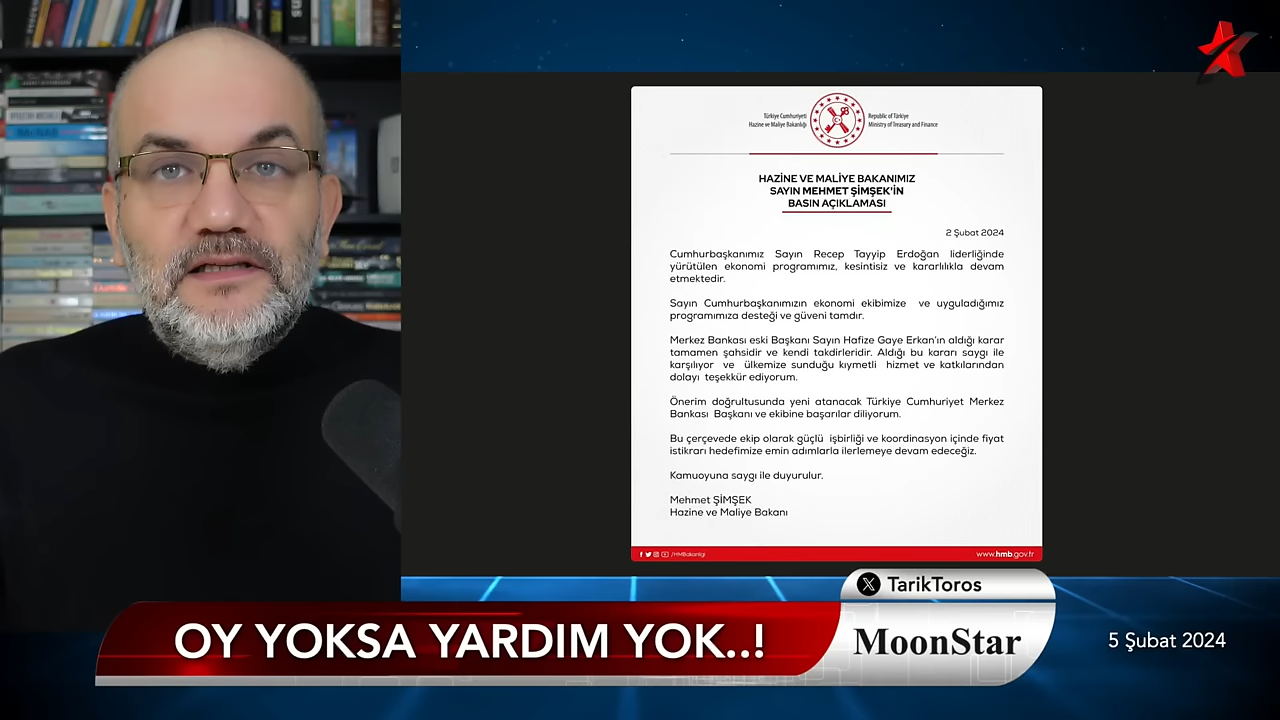 Türkiye Cumhuriyeti
Hazine ve Maliye Bakanlığı
Republic of Türkiye
Ministry of Treasury and Finance
HAZİNE VE MALİYE BAKANIMIZ
SAYIN MEHMET ŞİMŞEK'İN
BASIN AÇIKLAMASI
2 Şubat 2024
Cumhurbaşkanımız Sayın Recep Tayyip Erdoğan liderliğinde
yürütülen ekonomi programımız, kesintisiz ve kararlılıkla devam
etmektedir.
Sayın Cumhurbaşkanımızın ekonomi ekibimize ve uyguladığımız
programımıza desteği ve güveni tamdır.
Merkez Bankası eski Başkanı Sayın Hafize Gaye Erkan'ın aldığı karar
tamamen şahsidir ve kendi takdirleridir. Aldığı bu kararı saygı ile
karşılıyor ve ülkemize sunduğu kıymetli hizmet ve katkılarından
dolayı teşekkür ediyorum.
Önerim doğrultusunda yeni atanacak Türkiye Cumhuriyet Merkez
Bankası Başkanı ve ekibine başarılar diliyorum.
Bu çerçevede ekip olarak güçlü işbirliği ve koordinasyon içinde fiyat
istikrarı hedefimize emin adımlarla ilerlemeye devam edeceğiz.
Kamuoyuna saygı ile duyurulur.
Mehmet ŞİMŞEK
Hazine ve Maliye Bakanı
/HMBakanligi
www.hmb.gov.tr
TarikToros
OY YOKSA YARDIM YOK..!
MoonStar
5 Şubat 2024